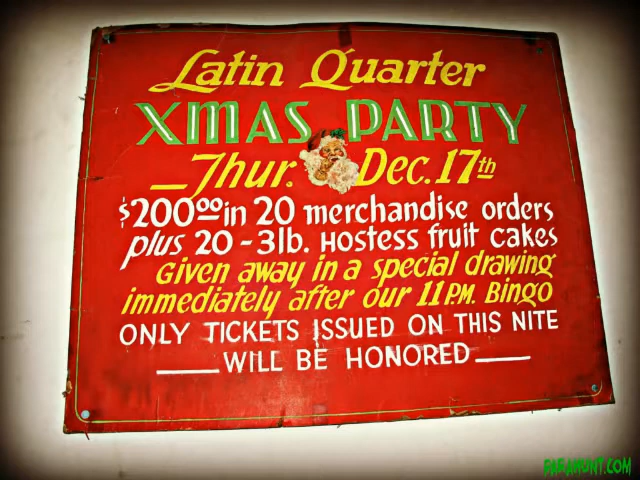 Latin Quarter
XMAS PARTY
Thur. Dec. 17th
$200.00 in 20 merchandise orders
plus 20 - 3lb. Hostess fruit cakes
Given away in a special drawing
immediately after our 11 P.M. Bingo
ONLY TICKETS ISSUED ON THIS NITE
WILL BE HONORED
PARAHUNT.COM